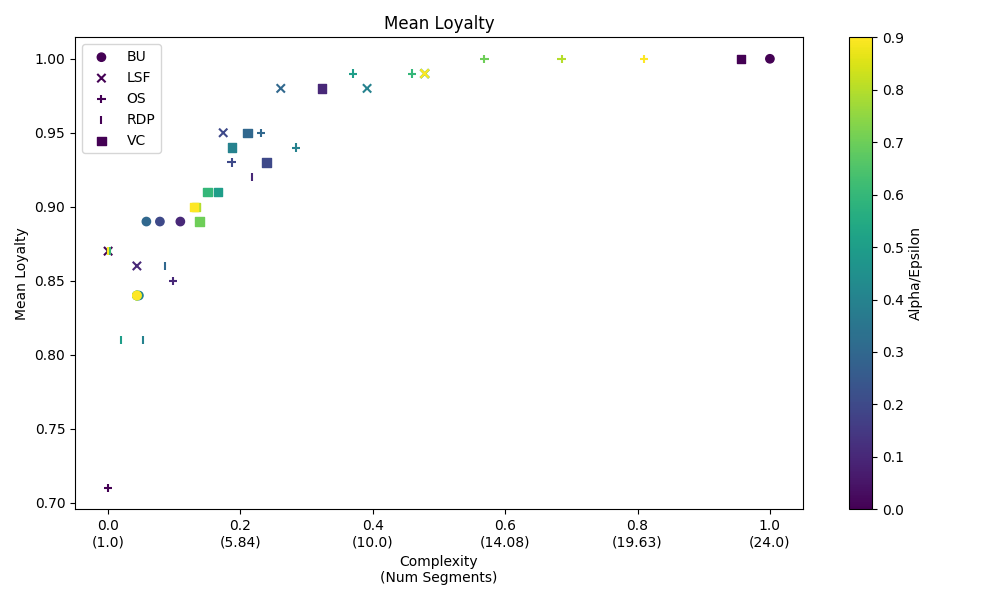 Mean Loyalty
BU
LSF
OS
RDP
VC
Mean Loyalty
1.00
0.95
0.90
0.85
0.80
0.75
0.70
0.0
(1.0)
0.2
(5.84)
0.4
(10.0)
0.6
(14.08)
0.8
(19.63)
1.0
(24.0)
Complexity
(Num Segments)
0.9
0.8
0.7
0.6
0.5
0.4
0.3
0.2
0.1
0.0
Alpha/Epsilon